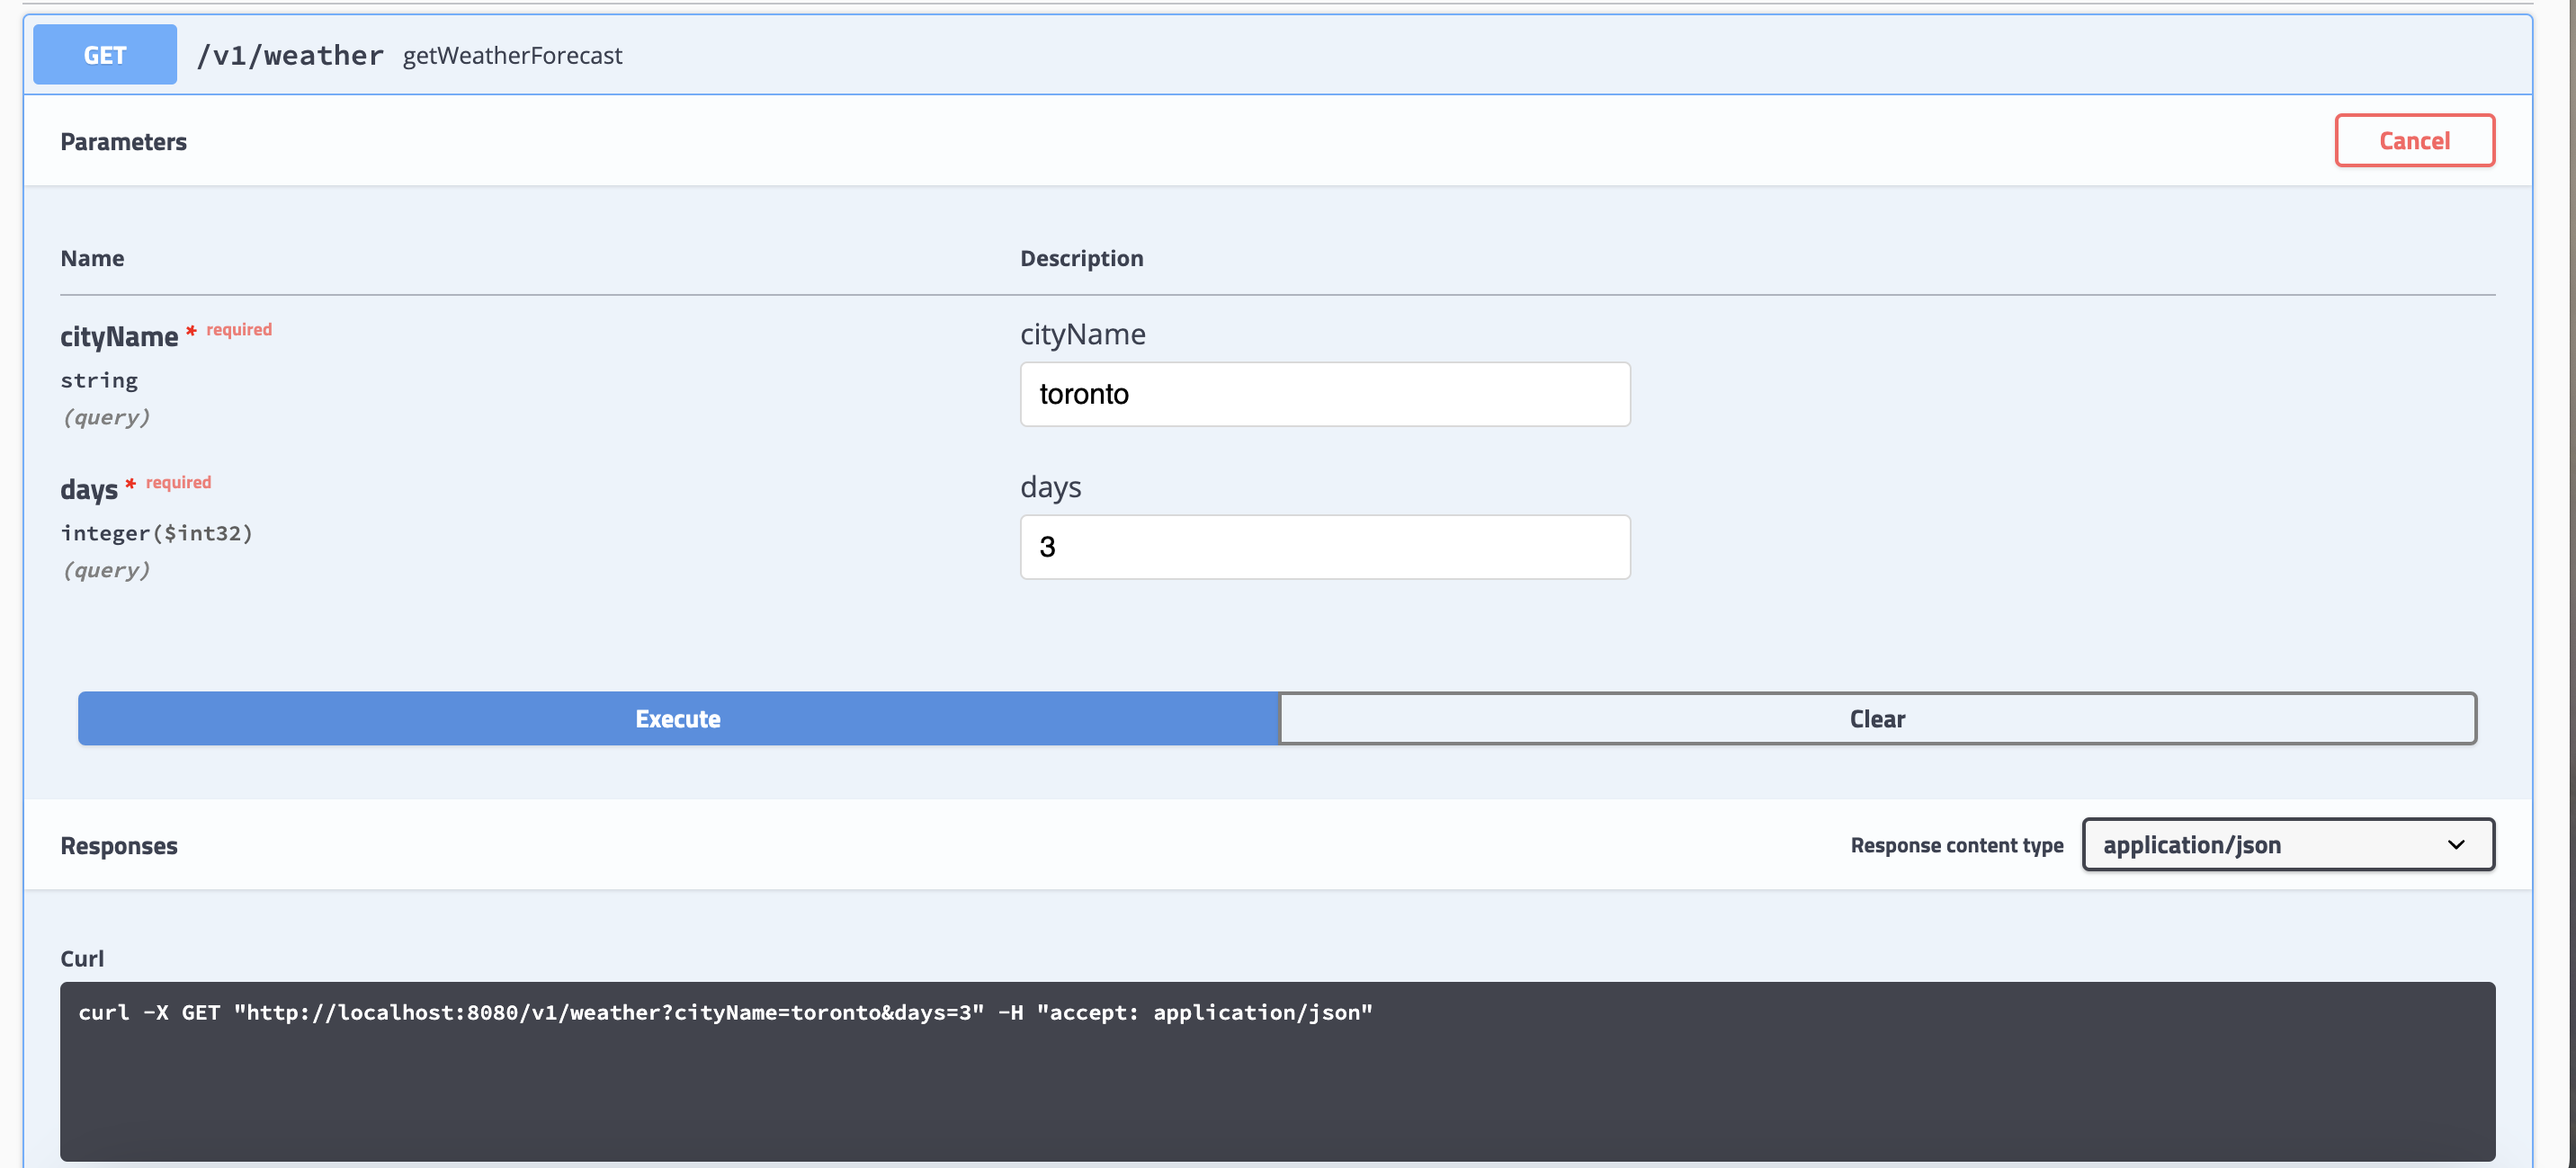 GET /v1/weather getWeatherForecast
Parameters
Cancel
Name Description
cityName * required
string
(query)
cityName
toronto
days * required
integer($int32)
(query)
days
3
Execute Clear
Responses
Response content type application/json
Curl
curl -X GET "http://localhost:8080/v1/weather?cityName=toronto&days=3" -H "accept: application/json"